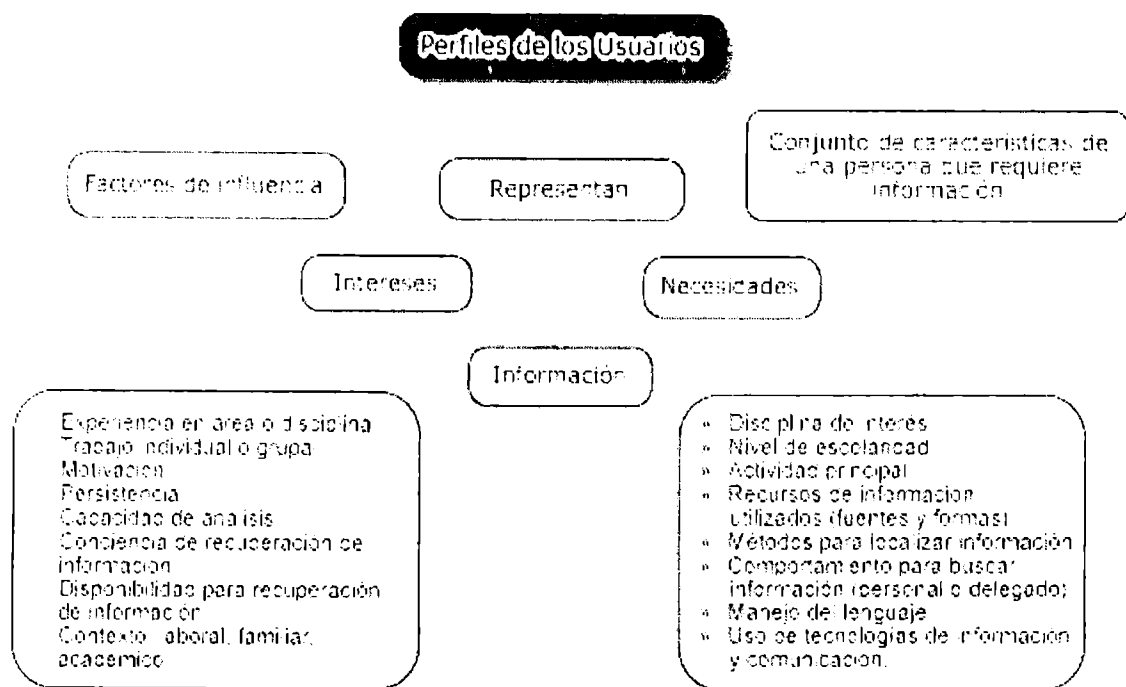 Perfiles de los Usuarios
Factores de influencia
Representan
Conjunto de características de
una persona que requiere
información
Intereses
Necesidades
Información
Experiencia en área o disciplina
Trabajo individual o grupal
Motivación
Persistencia
Capacidad de análisis
Conciencia de recuperación de
información
Disponibilidad para recuperación
de información
Contexto laboral, familiar,
académico
» Disciplina de interés
» Nivel de escolaridad
» Actividad principal
» Recursos de información
utilizados (fuentes y formas)
» Métodos para localizar información
» Comportamiento para buscar
información (personal o delegado)
» Manejo del lenguaje
» Uso de tecnologías de información
y comunicación.